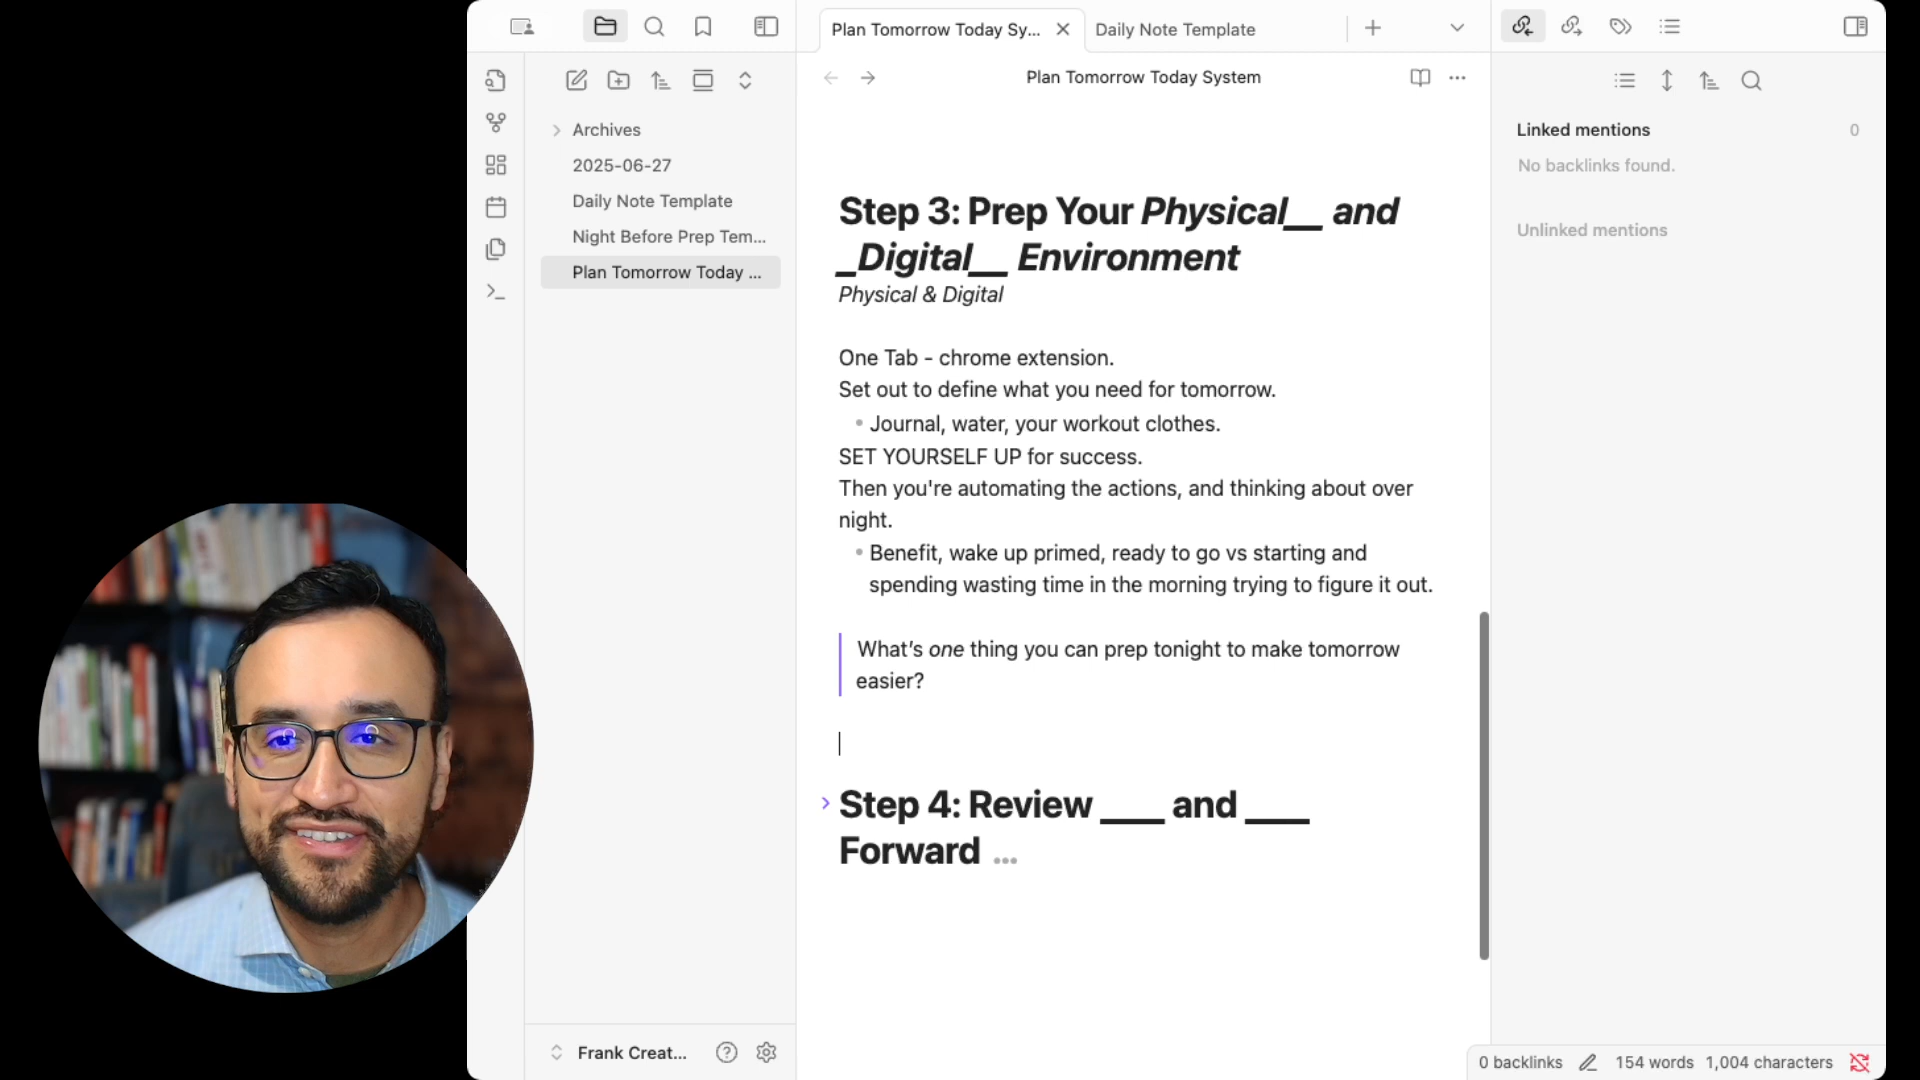 Plan Tomorrow Today Sy...
Daily Note Template
Plan Tomorrow Today System
Archives
2025-06-27
Daily Note Template
Night Before Prep Tem...
Plan Tomorrow Today ...
Step 3: Prep Your Physical__ and
_Digital__ Environment
Physical & Digital
One Tab - chrome extension.
Set out to define what you need for tomorrow.
• Journal, water, your workout clothes.
SET YOURSELF UP for success.
Then you're automating the actions, and thinking about over
night.
• Benefit, wake up primed, ready to go vs starting and
spending wasting time in the morning trying to figure it out.
What's one thing you can prep tonight to make tomorrow
easier?
Step 4: Review ____ and ____
Forward ...
Linked mentions 0
No backlinks found.
Unlinked mentions
Frank Creat...
0 backlinks 154 words 1,004 characters